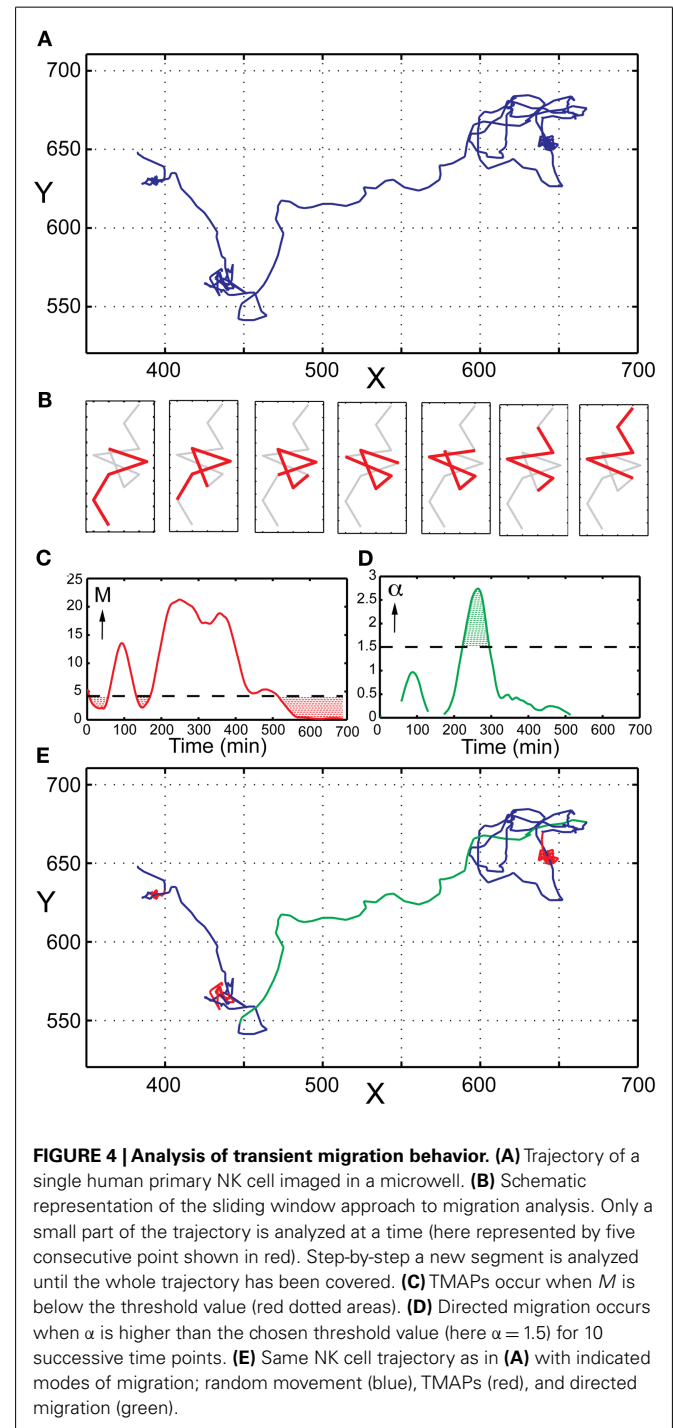 A
700
650
Y
600
550
400
500
600
700
X
B
C
D
25
M
20
15
10
5
0
0 100 200 300 400 500 600 700
Time (min)
3
α
2.5
2
1.5
1
0.5
0
0 100 200 300 400 500 600 700
Time (min)
E
700
650
Y
600
550
400
500
600
700
X
FIGURE 4 | Analysis of transient migration behavior. (A) Trajectory of a
single human primary NK cell imaged in a microwell. (B) Schematic
representation of the sliding window approach to migration analysis. Only a
small part of the trajectory is analyzed at a time (here represented by five
consecutive point shown in red). Step-by-step a new segment is analyzed
until the whole trajectory has been covered. (C) TMAPs occur when M is
below the threshold value (red dotted areas). (D) Directed migration occurs
when α is higher than the chosen threshold value (here α = 1.5) for 10
successive time points. (E) Same NK cell trajectory as in (A) with indicated
modes of migration; random movement (blue), TMAPs (red), and directed
migration (green).